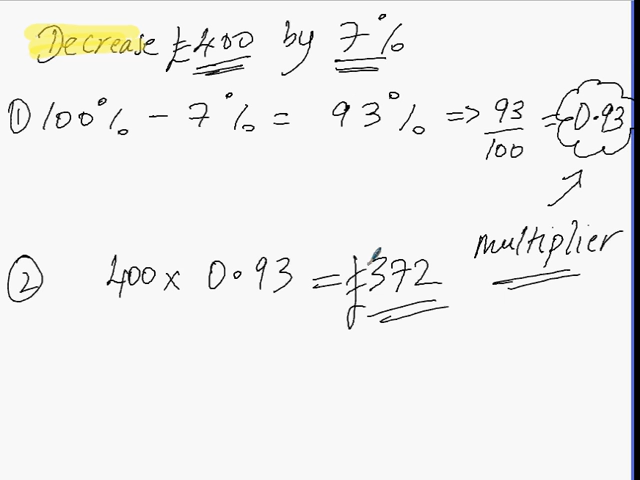 Decrease £400 by 7%
① 100% - 7% = 93% => 93/100 = 0.93
multiplier
② 400 x 0.93 = £372